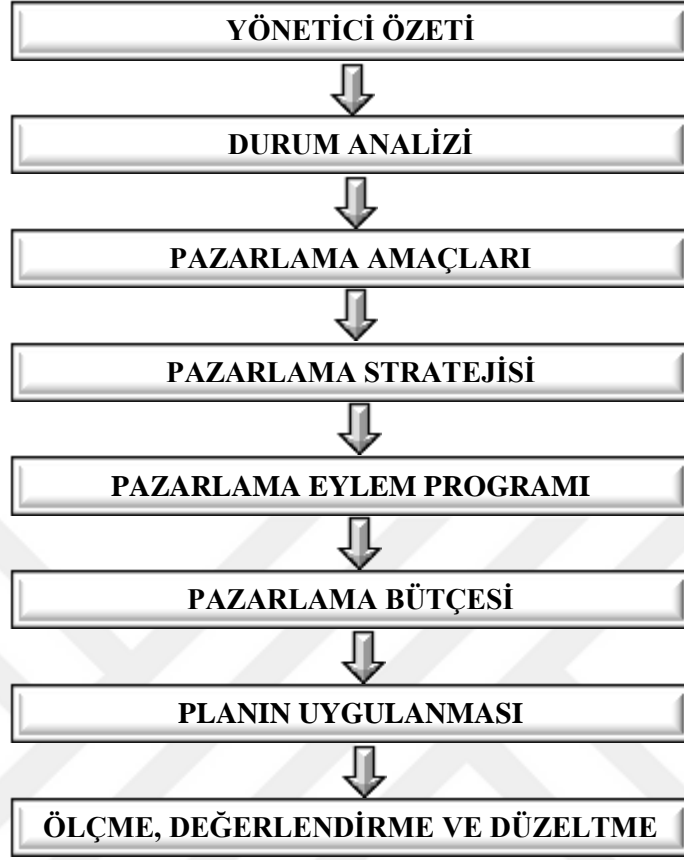 YÖNETİCİ ÖZETİ
DURUM ANALİZİ
PAZARLAMA AMAÇLARI
PAZARLAMA STRATEJİSİ
PAZARLAMA EYLEM PROGRAMI
PAZARLAMA BÜTÇESİ
PLANIN UYGULANMASI
ÖLÇME, DEĞERLENDİRME VE DÜZELTME